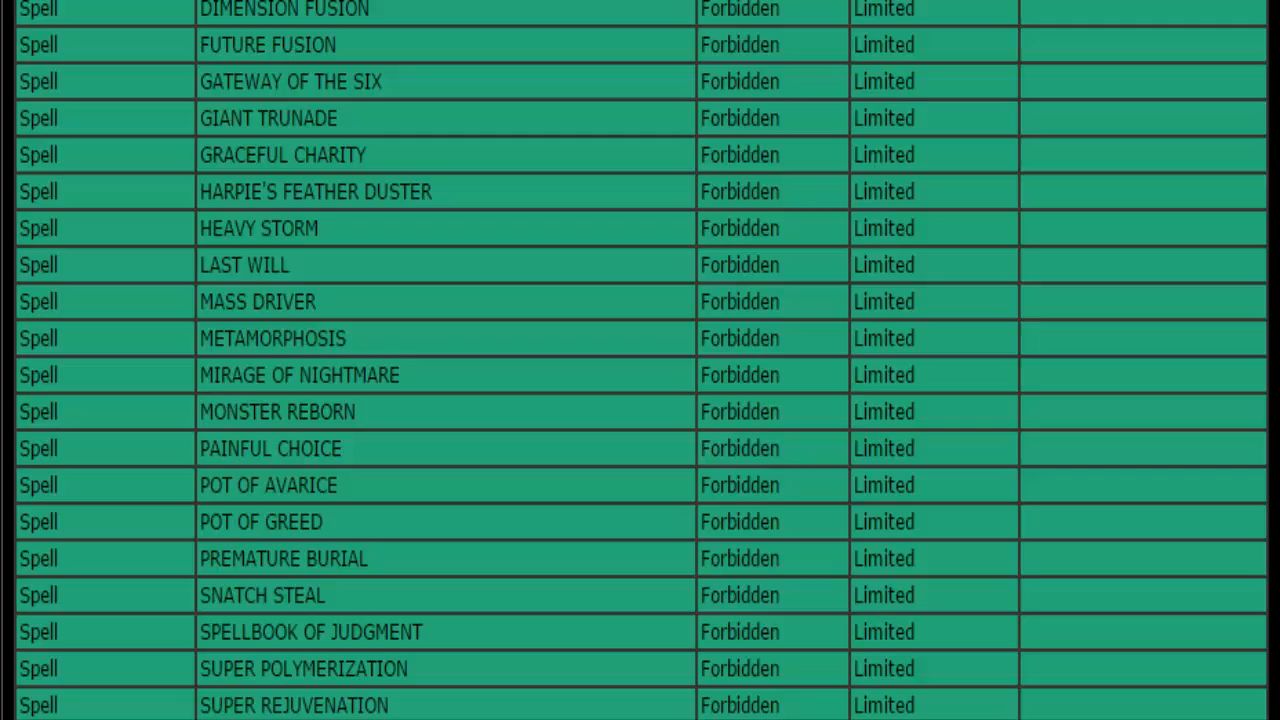 Spell DIMENSION FUSION Forbidden Limited
Spell FUTURE FUSION Forbidden Limited
Spell GATEWAY OF THE SIX Forbidden Limited
Spell GIANT TRUNADE Forbidden Limited
Spell GRACEFUL CHARITY Forbidden Limited
Spell HARPIE'S FEATHER DUSTER Forbidden Limited
Spell HEAVY STORM Forbidden Limited
Spell LAST WILL Forbidden Limited
Spell MASS DRIVER Forbidden Limited
Spell METAMORPHOSIS Forbidden Limited
Spell MIRAGE OF NIGHTMARE Forbidden Limited
Spell MONSTER REBORN Forbidden Limited
Spell PAINFUL CHOICE Forbidden Limited
Spell POT OF AVARICE Forbidden Limited
Spell POT OF GREED Forbidden Limited
Spell PREMATURE BURIAL Forbidden Limited
Spell SNATCH STEAL Forbidden Limited
Spell SPELLBOOK OF JUDGMENT Forbidden Limited
Spell SUPER POLYMERIZATION Forbidden Limited
Spell SUPER REJUVENATION Forbidden Limited